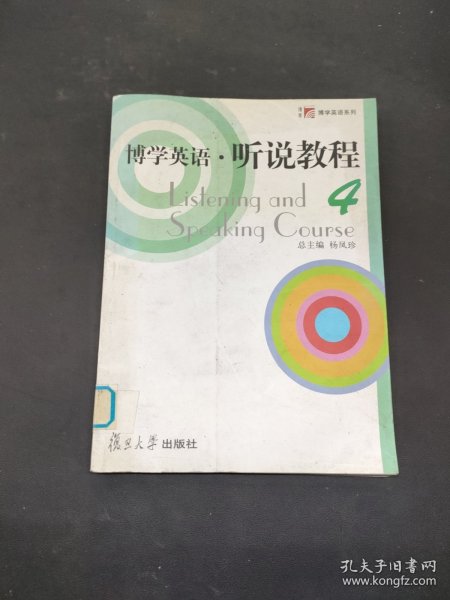 博学英语系列
博学英语·听说教程
Listening and
Speaking Course
4
总主编 杨凤珍
復旦大學出版社
孔夫子旧书网
www.kongfz.com